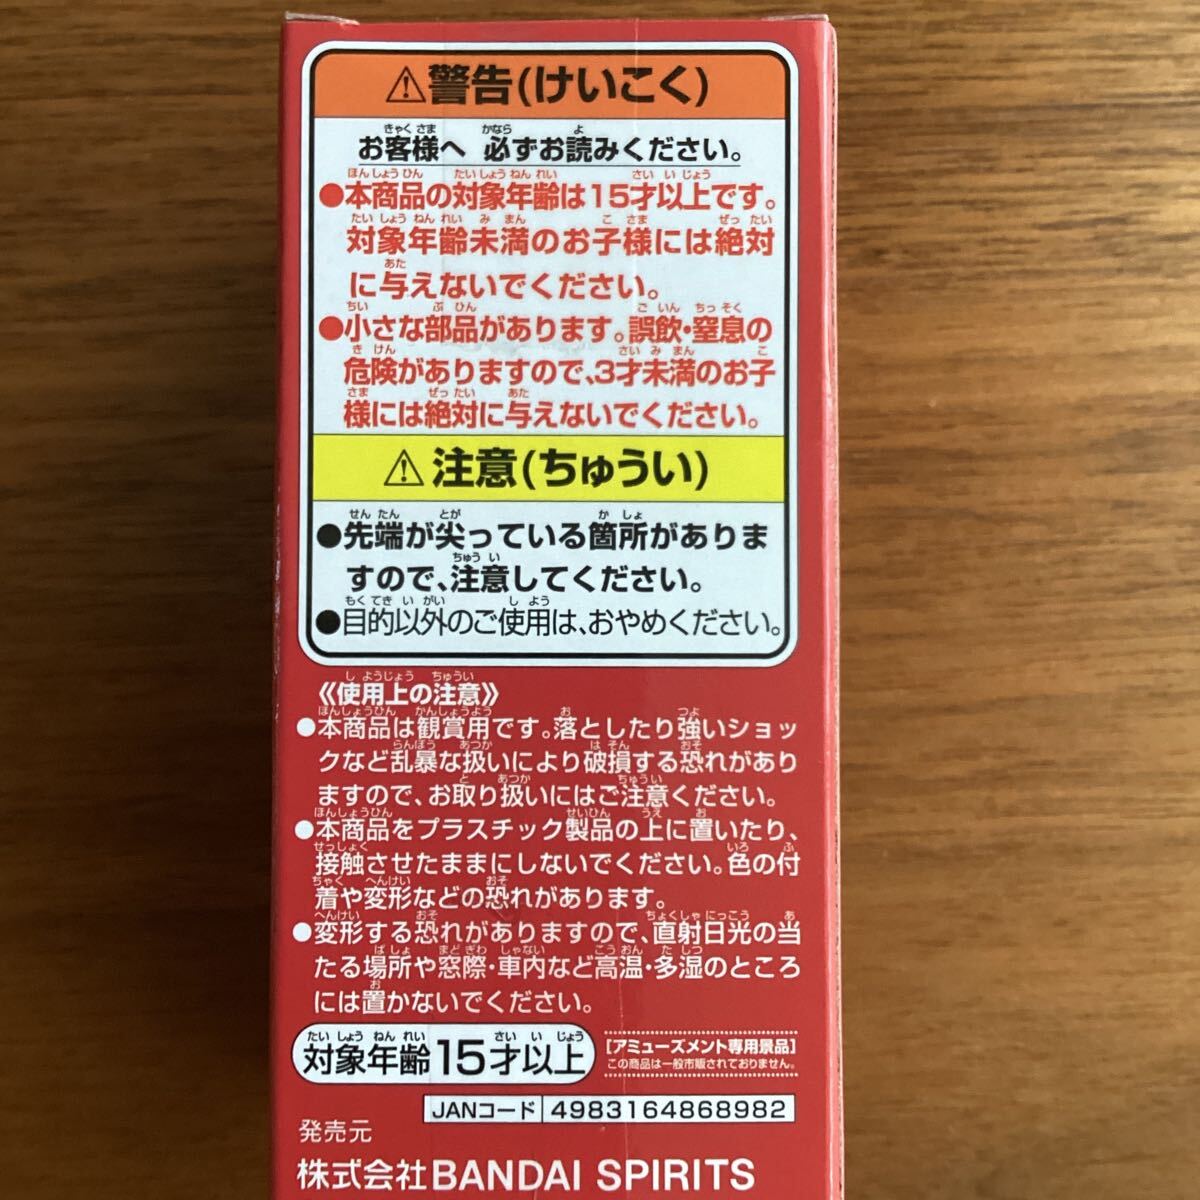 ⚠警告(けいこく)
お客様へ 必ずお読みください。
●本商品の対象年齢は15才以上です。
対象年齢未満のお子様には絶対
に与えないでください。
●小さな部品があります。誤飲・窒息の
危険がありますので、3才未満のお子
様には絶対に与えないでください。
⚠注意(ちゅうい)
●先端が尖っている箇所がありま
すので、注意してください。
●目的以外のご使用は、おやめください。
《使用上の注意》
●本商品は観賞用です。落としたり強いショッ
クなど乱暴な扱いにより破損する恐れがあり
ますので、お取り扱いにはご注意ください。
●本商品をプラスチック製品の上に置いたり、
接触させたままにしないでください。色の付
着や変形などの恐れがあります。
●変形する恐れがありますので、直射日光の当
たる場所や窓際・車内など高温・多湿のところ
には置かないでください。
対象年齢15才以上
[アミューズメント専用景品]
この商品は一般市販されておりません。
JANコード 4983164868982
発売元
株式会社BANDAI SPIRITS